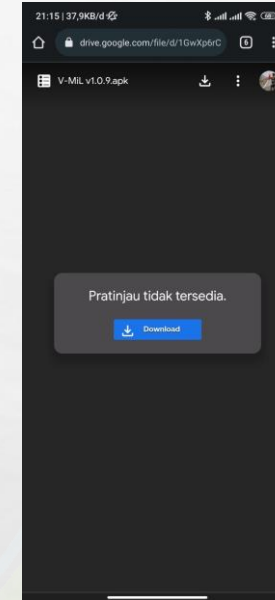 21:15 | 37,9KB/d
drive.google.com/file/d/1GwXp6rC
6
V-MiL v1.0.9.apk
Pratinjau tidak tersedia.
Download